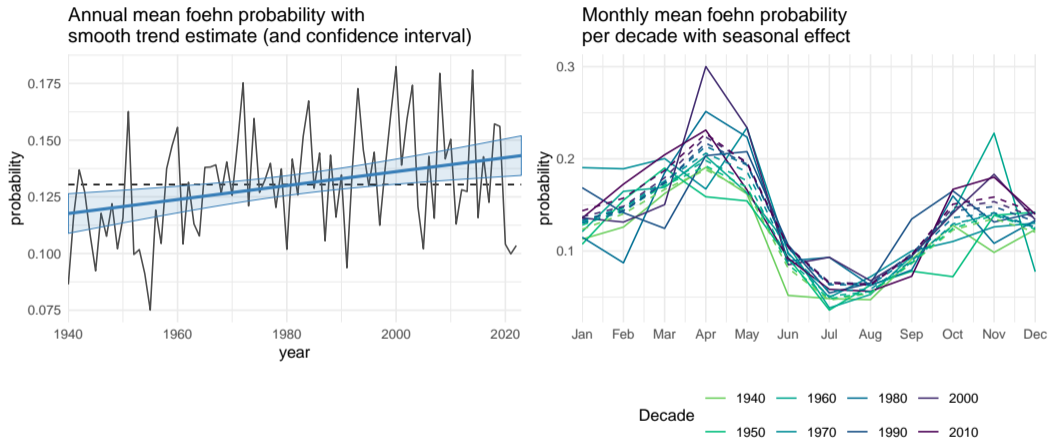 Annual mean foehn probability with
smooth trend estimate (and confidence interval)
0.175
0.150
0.125
0.100
0.075
probability
1940 1960 1980 2000 2020
year
Monthly mean foehn probability
per decade with seasonal effect
0.3
0.2
0.1
probability
Jan Feb Mar Apr May Jun Jul Aug Sep Oct Nov Dec
Decade
1940 1960 1980 2000
1950 1970 1990 2010